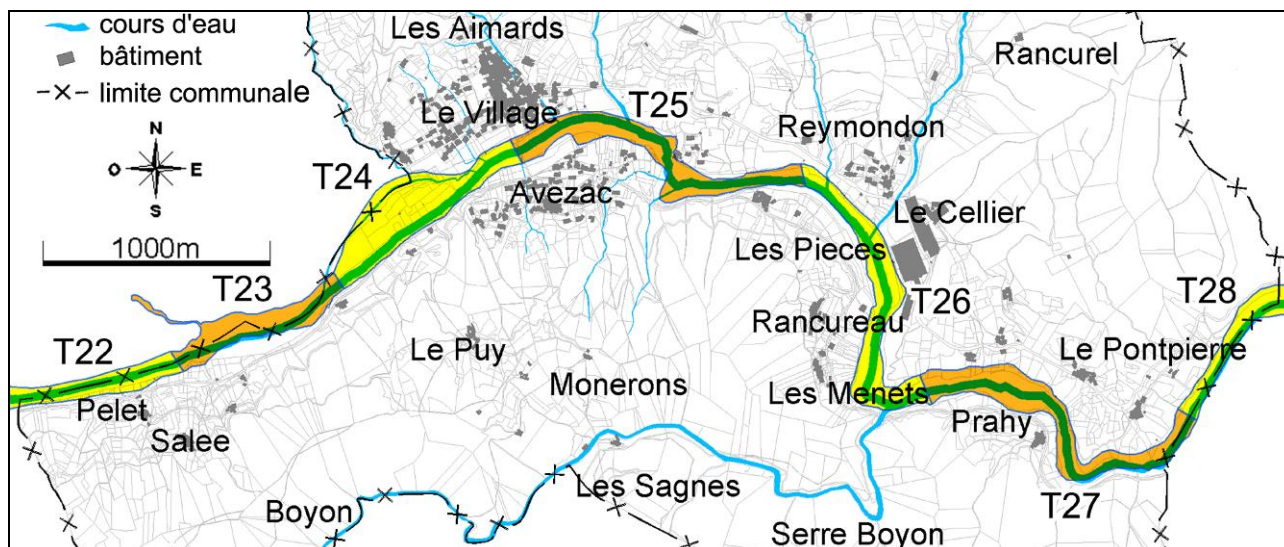 cours d'eau
bâtiment
limite communale
N
O
E
S
1000m
Les Aimards
Rancurel
Le Village
T25
Reymondon
T24
Avezac
Le Cellier
Les Pieces
T23
T26
T28
Rancureau
T22
Le Puy
Le Pontpierre
Monerons
Les Menets
Pelet
Prahy
Salee
Les Sagnes
T27
Boyon
Serre Boyon